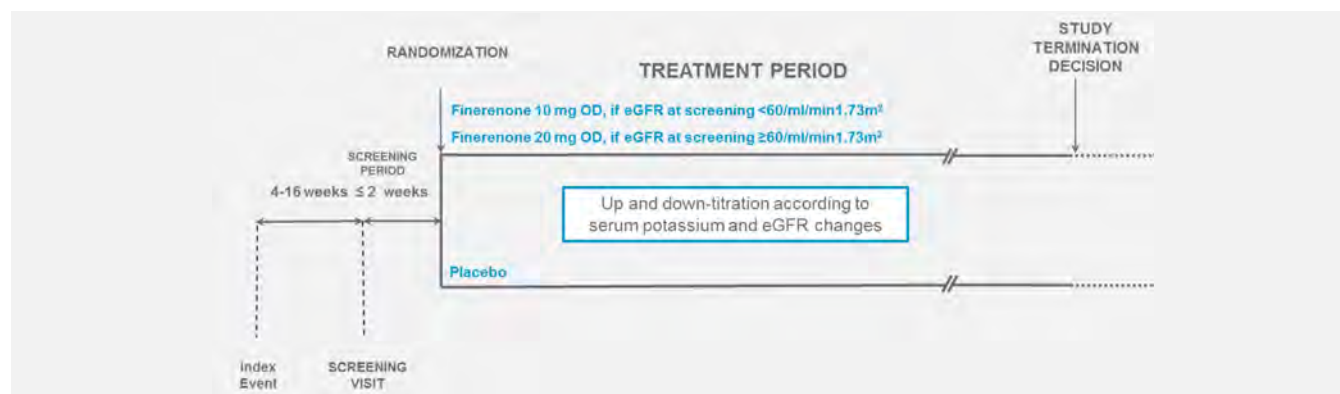 RANDOMIZATION
TREATMENT PERIOD
STUDY
TERMINATION
DECISION
Finerenone 10 mg OD, if eGFR at screening <60/ml/min1.73m²
Finerenone 20 mg OD, if eGFR at screening ≥60/ml/min1.73m²
SCREENING
PERIOD
4-16 weeks ≤ 2 weeks
Up and down-titration according to
serum potassium and eGFR changes
Placebo
Index
Event
SCREENING
VISIT